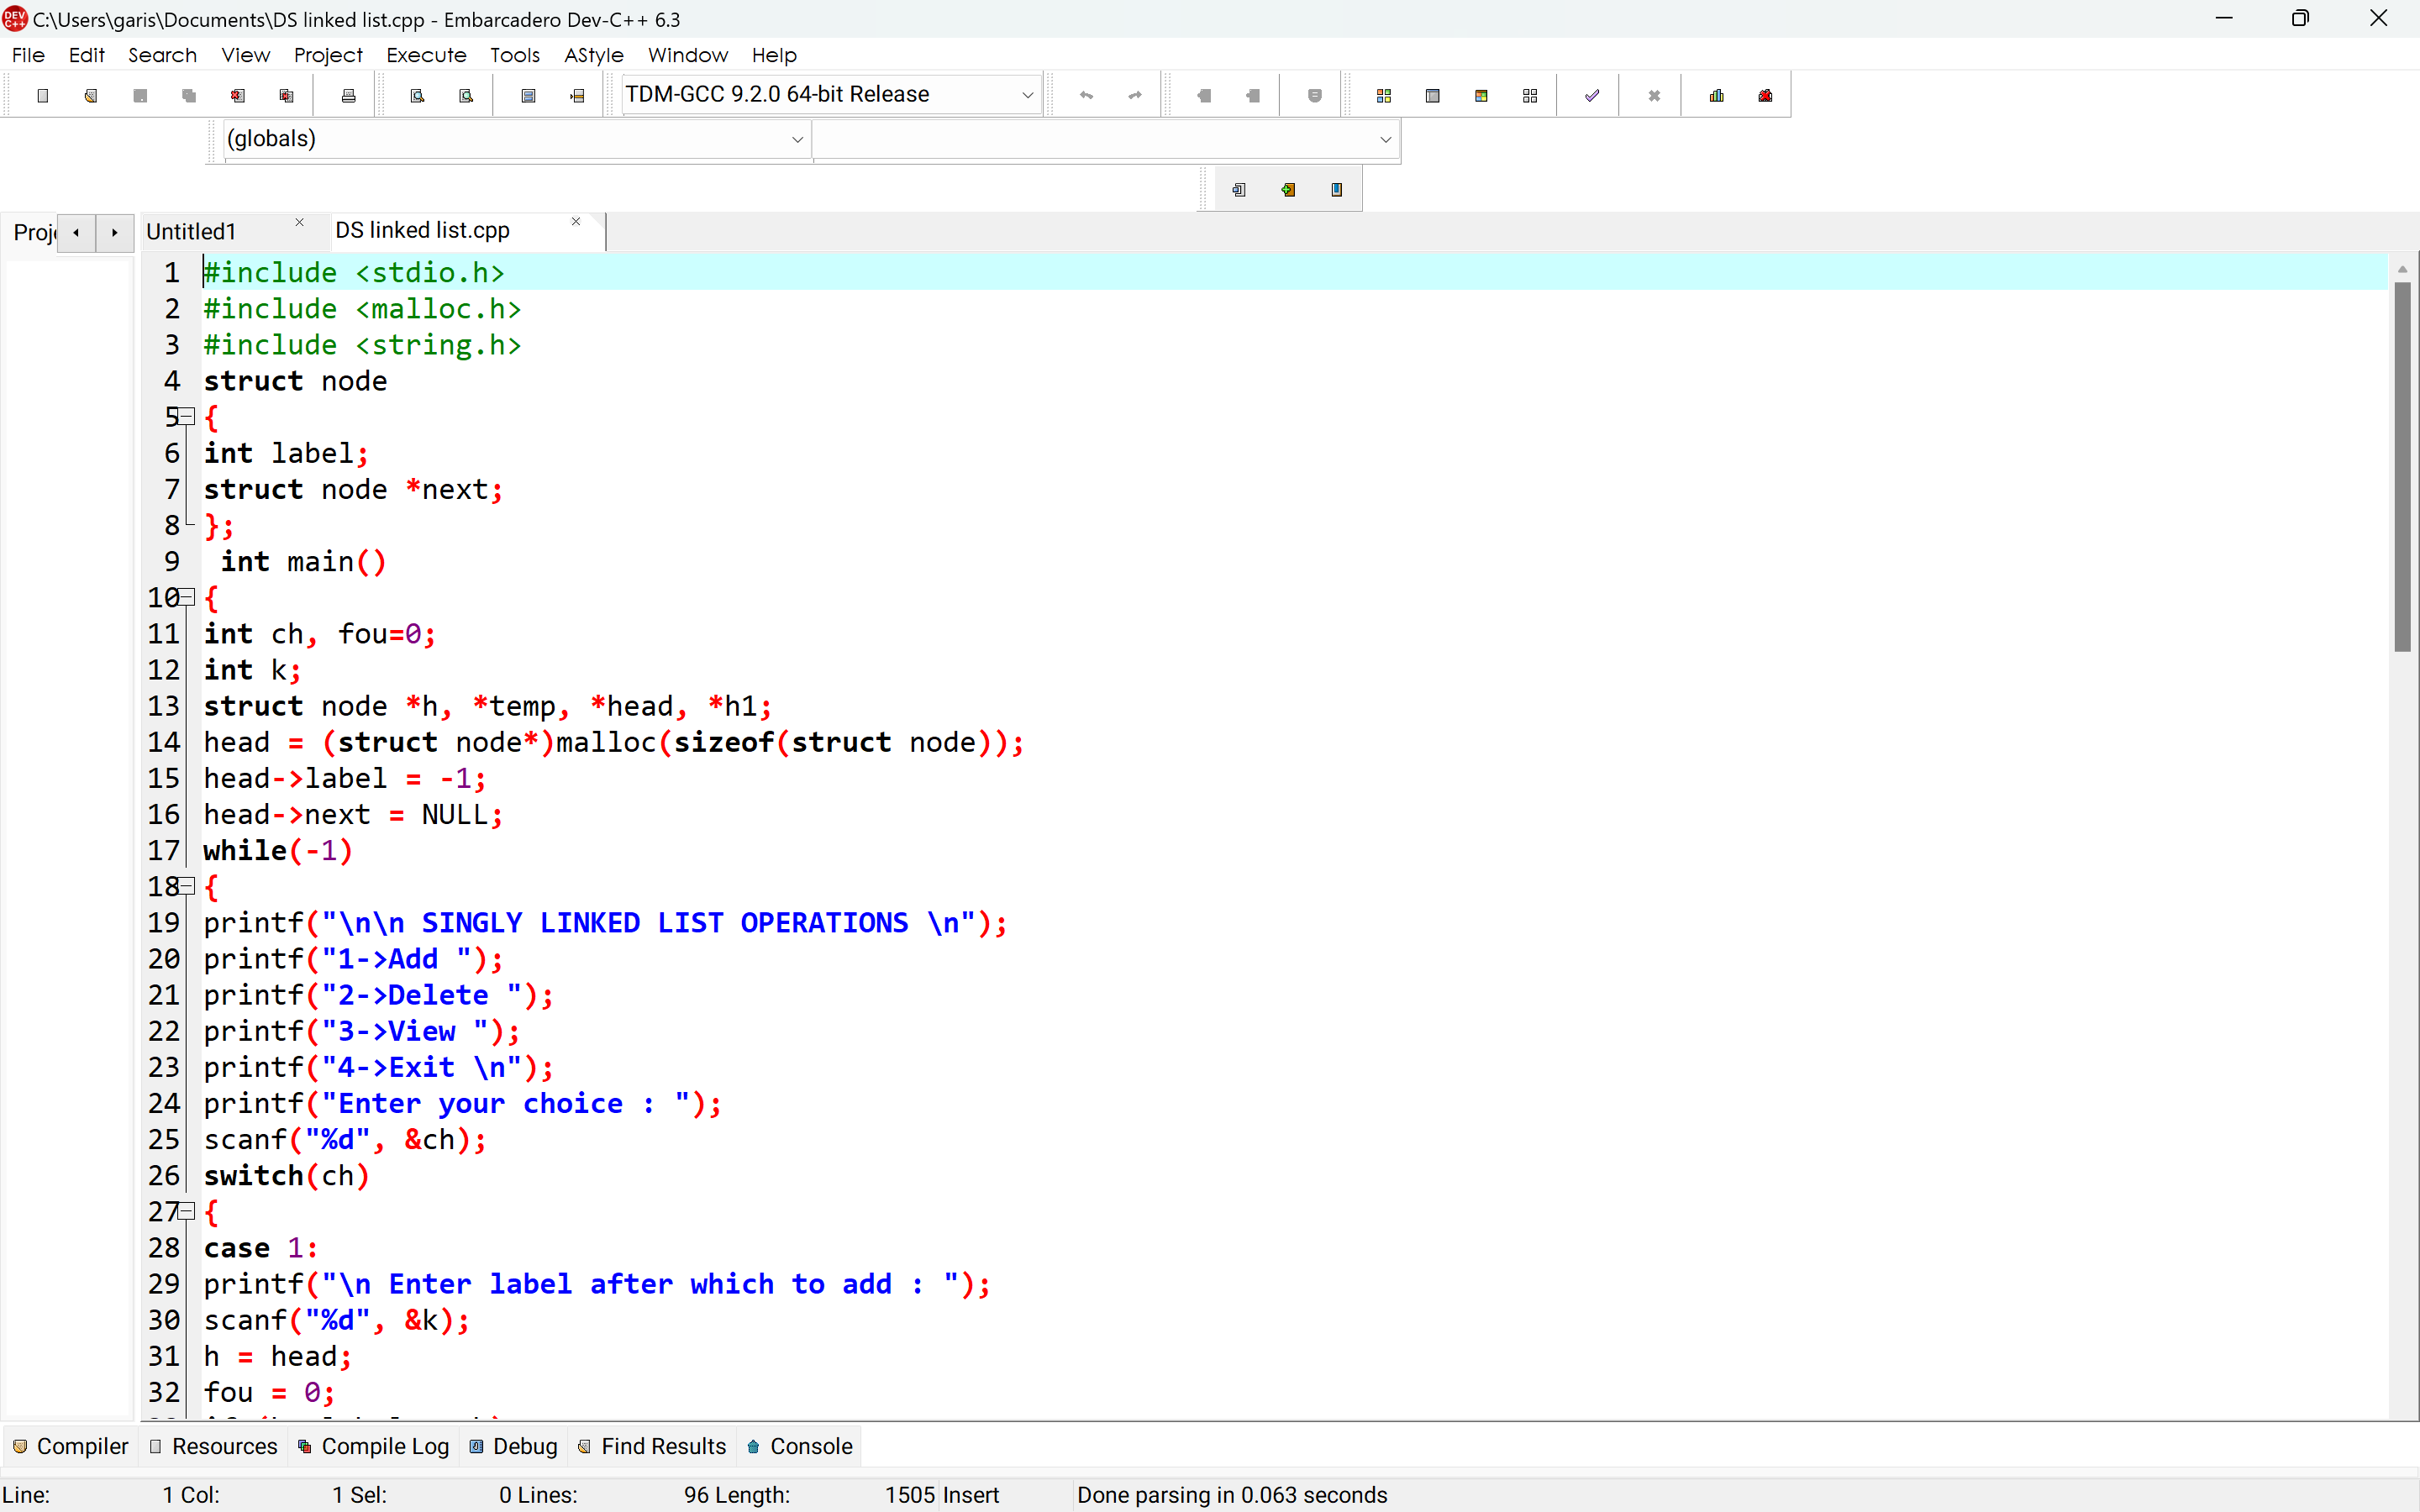 C:\Users\garis\Documents\DS linked list.cpp - Embarcadero Dev-C++ 6.3
File Edit Search View Project Execute Tools AStyle Window Help
TDM-GCC 9.2.0 64-bit Release
(globals)
Proj Untitled1 DS linked list.cpp
1 #include <stdio.h>
2 #include <malloc.h>
3 #include <string.h>
4 struct node
5 {
6 int label;
7 struct node *next;
8 };
9 int main()
10 {
11 int ch, fou=0;
12 int k;
13 struct node *h, *temp, *head, *h1;
14 head = (struct node*)malloc(sizeof(struct node));
15 head->label = -1;
16 head->next = NULL;
17 while(-1)
18 {
19 printf("\n\n SINGLY LINKED LIST OPERATIONS \n");
20 printf("1->Add ");
21 printf("2->Delete ");
22 printf("3->View ");
23 printf("4->Exit \n");
24 printf("Enter your choice : ");
25 scanf("%d", &ch);
26 switch(ch)
27 {
28 case 1:
29 printf("\n Enter label after which to add : ");
30 scanf("%d", &k);
31 h = head;
32 fou = 0;
Compiler Resources Compile Log Debug Find Results Console
Line: 1 Col: 1 Sel: 0 Lines: 96 Length: 1505 Insert Done parsing in 0.063 seconds